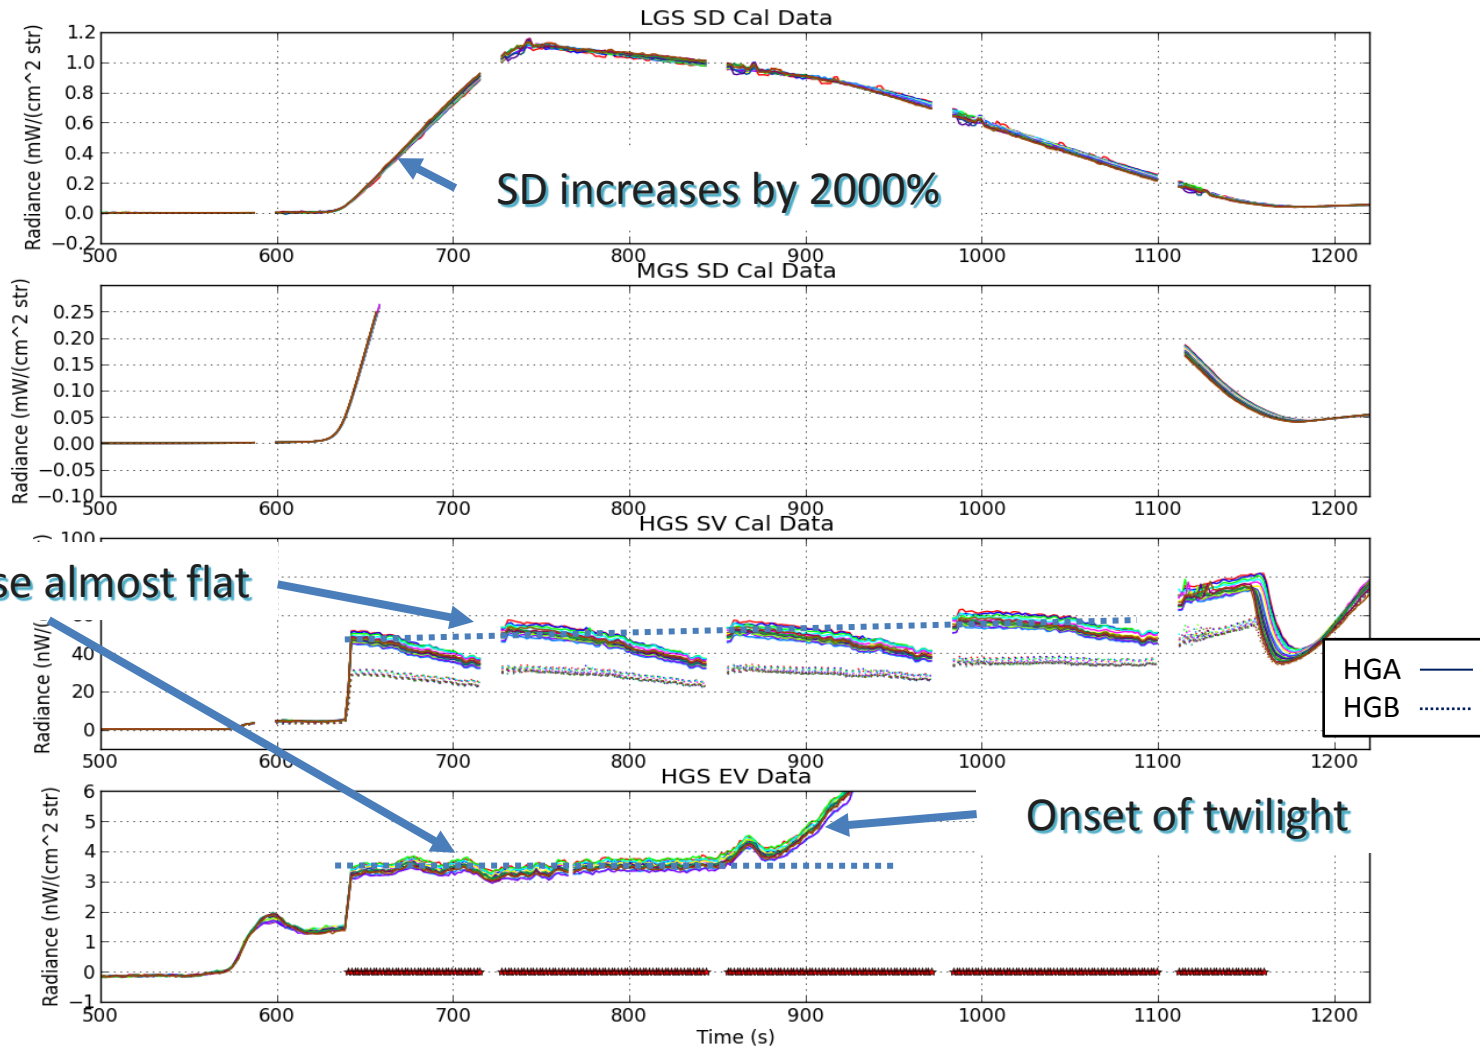 LGS SD Cal Data
Radiance (mW/(cm^2 str)
1.2
1.0
0.8
0.6
0.4
0.2
0.0
−0.2
SD increases by 2000%
500 600 700 800 900 1000 1100 1200
MGS SD Cal Data
Radiance (mW/(cm^2 str)
0.25
0.20
0.15
0.10
0.05
0.00
−0.05
−0.10
500 600 700 800 900 1000 1100 1200
HGS SV Cal Data
Radiance (nW/(
100
se almost flat
60
40
20
0
HGA
HGB
500 600 700 800 900 1000 1100 1200
HGS EV Data
Radiance (nW/(cm^2 str)
6
5
4
3
2
1
0
−1
Onset of twilight
500 600 700 800 900 1000 1100 1200
Time (s)